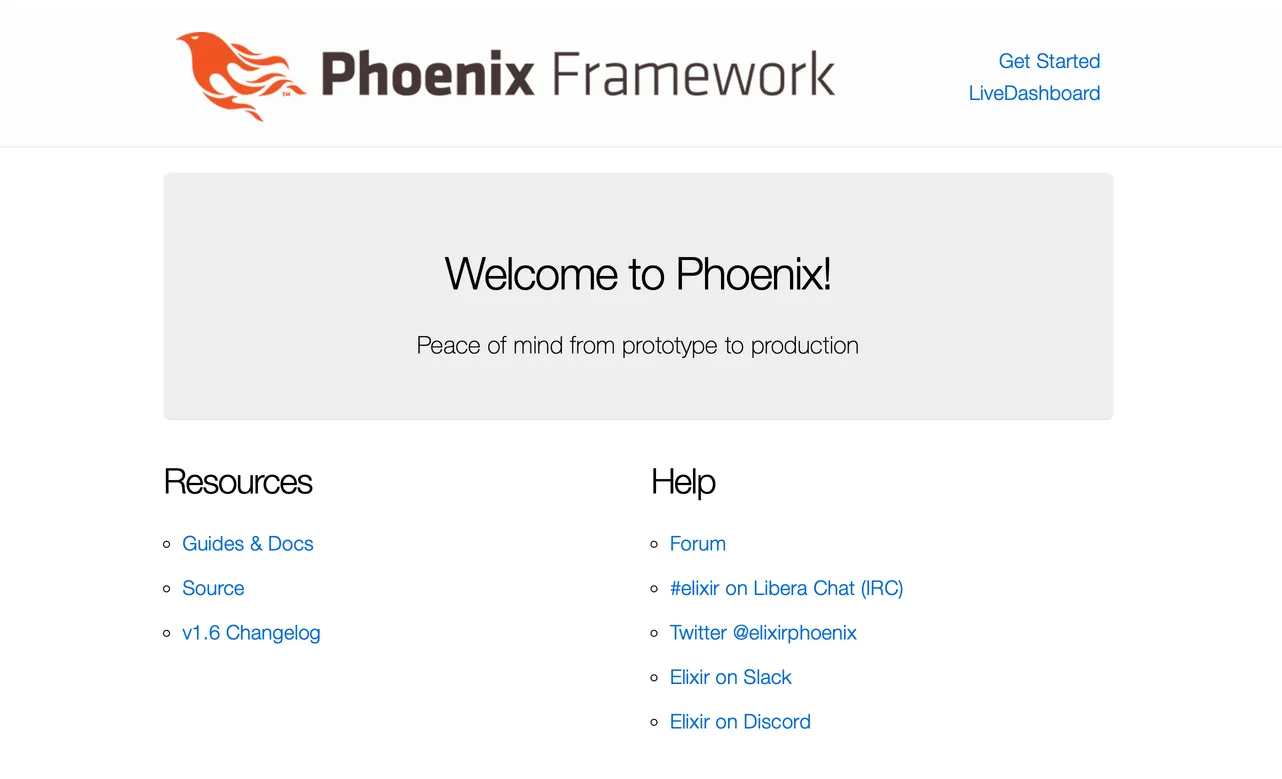 Phoenix Framework
™
Get Started
LiveDashboard
Welcome to Phoenix!
Peace of mind from prototype to production
Resources
Guides & Docs
Source
v1.6 Changelog
Help
Forum
#elixir on Libera Chat (IRC)
Twitter @elixirphoenix
Elixir on Slack
Elixir on Discord